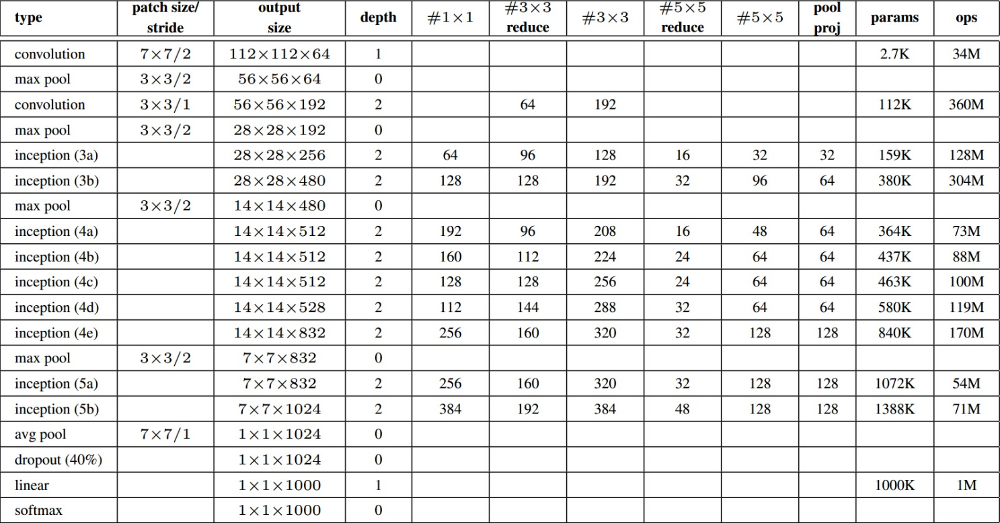 type patch size/ stride output size depth #1×1 #3×3 reduce #3×3 #5×5 reduce #5×5 pool proj params ops
convolution 7×7/2 112×112×64 1 2.7K 34M
max pool 3×3/2 56×56×64 0
convolution 3×3/1 56×56×192 2 64 192 112K 360M
max pool 3×3/2 28×28×192 0
inception (3a) 28×28×256 2 64 96 128 16 32 32 159K 128M
inception (3b) 28×28×480 2 128 128 192 32 96 64 380K 304M
max pool 3×3/2 14×14×480 0
inception (4a) 14×14×512 2 192 96 208 16 48 64 364K 73M
inception (4b) 14×14×512 2 160 112 224 24 64 64 437K 88M
inception (4c) 14×14×512 2 128 128 256 24 64 64 463K 100M
inception (4d) 14×14×528 2 112 144 288 32 64 64 580K 119M
inception (4e) 14×14×832 2 256 160 320 32 128 128 840K 170M
max pool 3×3/2 7×7×832 0
inception (5a) 7×7×832 2 256 160 320 32 128 128 1072K 54M
inception (5b) 7×7×1024 2 384 192 384 48 128 128 1388K 71M
avg pool 7×7/1 1×1×1024 0
dropout (40%) 1×1×1024 0
linear 1×1×1000 1 1000K 1M
softmax 1×1×1000 0